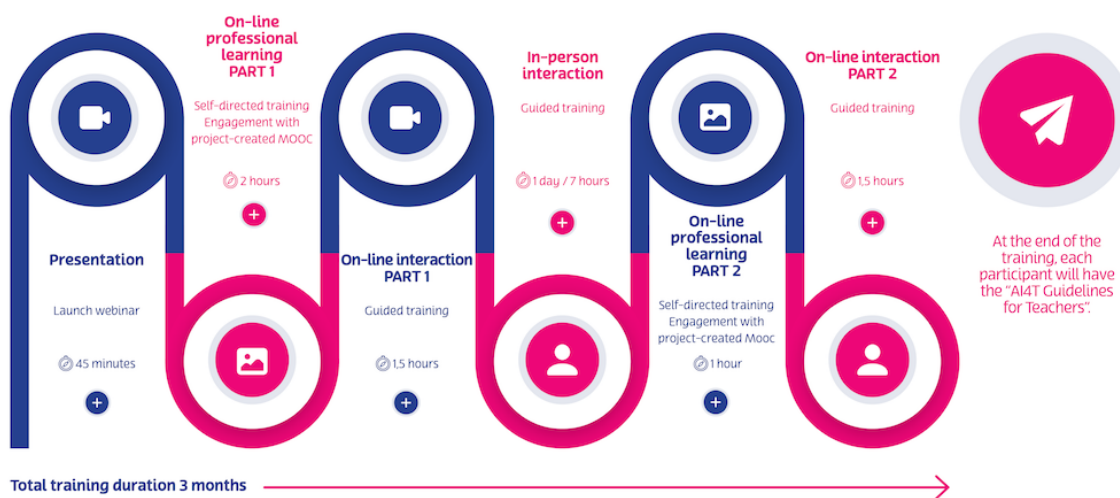 On-line
professional
learning
PART 1
Self-directed training
Engagement with
project-created MOOC
2 hours
In-person
interaction
Guided training
1 day / 7 hours
On-line interaction
PART 2
Guided training
1,5 hours
Presentation
Launch webinar
45 minutes
On-line interaction
PART 1
Guided training
1,5 hours
On-line
professional
learning
PART 2
Self-directed training
Engagement with
project-created Mooc
1 hour
At the end of the
training, each
participant will have
the "AI4T Guidelines
for Teachers".
Total training duration 3 months